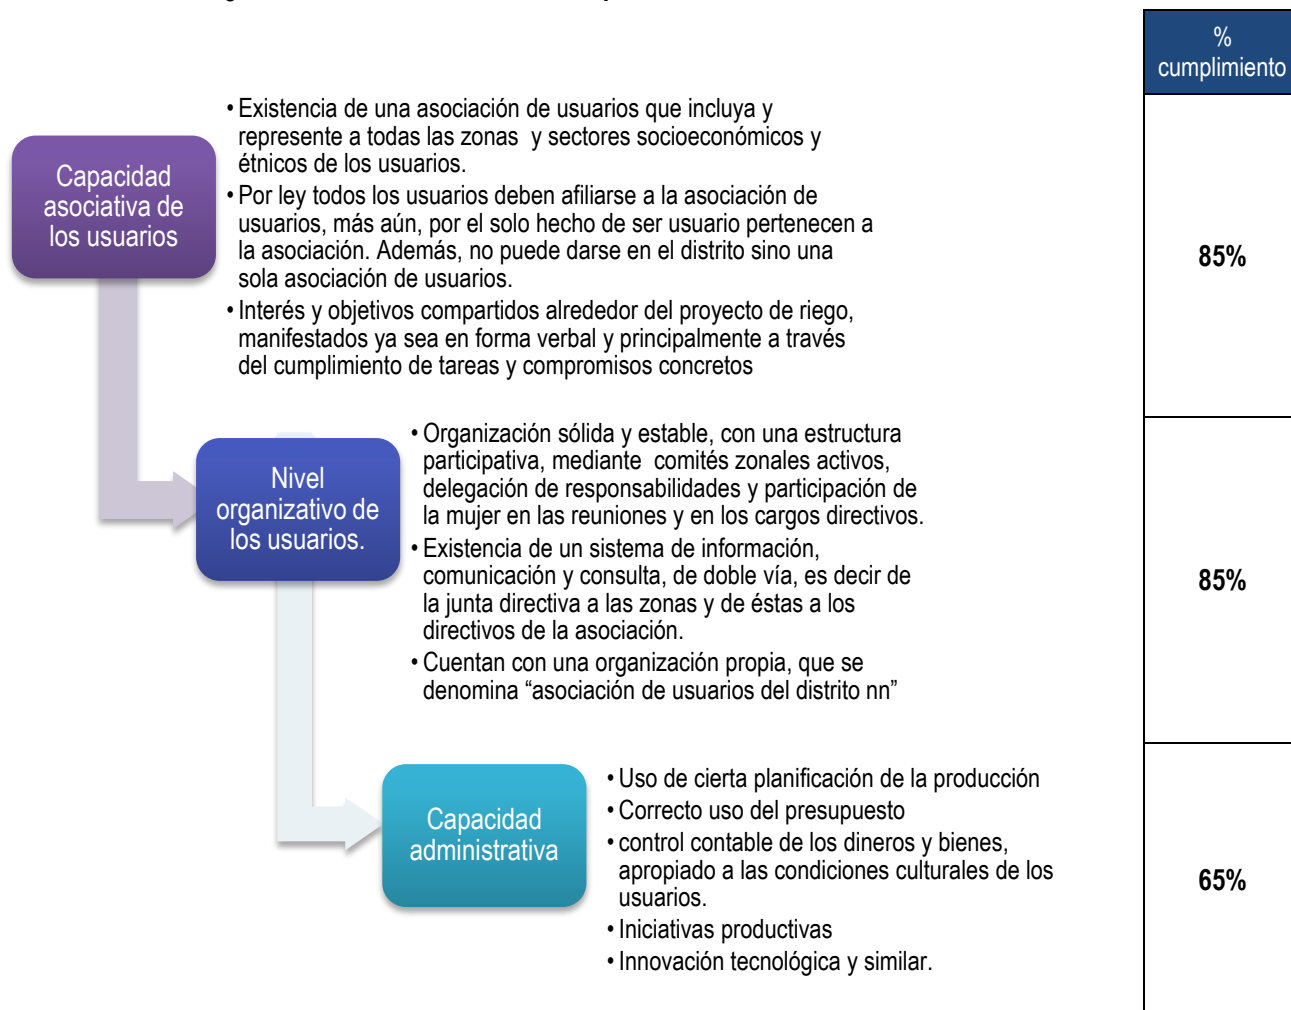 %
cumplimiento
• Existencia de una asociación de usuarios que incluya y
represente a todas las zonas y sectores socioeconómicos y
étnicos de los usuarios.
• Por ley todos los usuarios deben afiliarse a la asociación de
usuarios, más aún, por el solo hecho de ser usuario pertenecen a
la asociación. Además, no puede darse en el distrito sino una
sola asociación de usuarios.
• Interés y objetivos compartidos alrededor del proyecto de riego,
manifestados ya sea en forma verbal y principalmente a través
del cumplimiento de tareas y compromisos concretos
Capacidad
asociativa de
los usuarios
85%
• Organización sólida y estable, con una estructura
participativa, mediante comités zonales activos,
delegación de responsabilidades y participación de
la mujer en las reuniones y en los cargos directivos.
• Existencia de un sistema de información,
comunicación y consulta, de doble vía, es decir de
la junta directiva a las zonas y de éstas a los
directivos de la asociación.
• Cuentan con una organización propia, que se
denomina “asociación de usuarios del distrito nn”
Nivel
organizativo de
los usuarios.
85%
• Uso de cierta planificación de la producción
• Correcto uso del presupuesto
• control contable de los dineros y bienes,
apropiado a las condiciones culturales de los
usuarios.
• Iniciativas productivas
• Innovación tecnológica y similar.
Capacidad
administrativa
65%